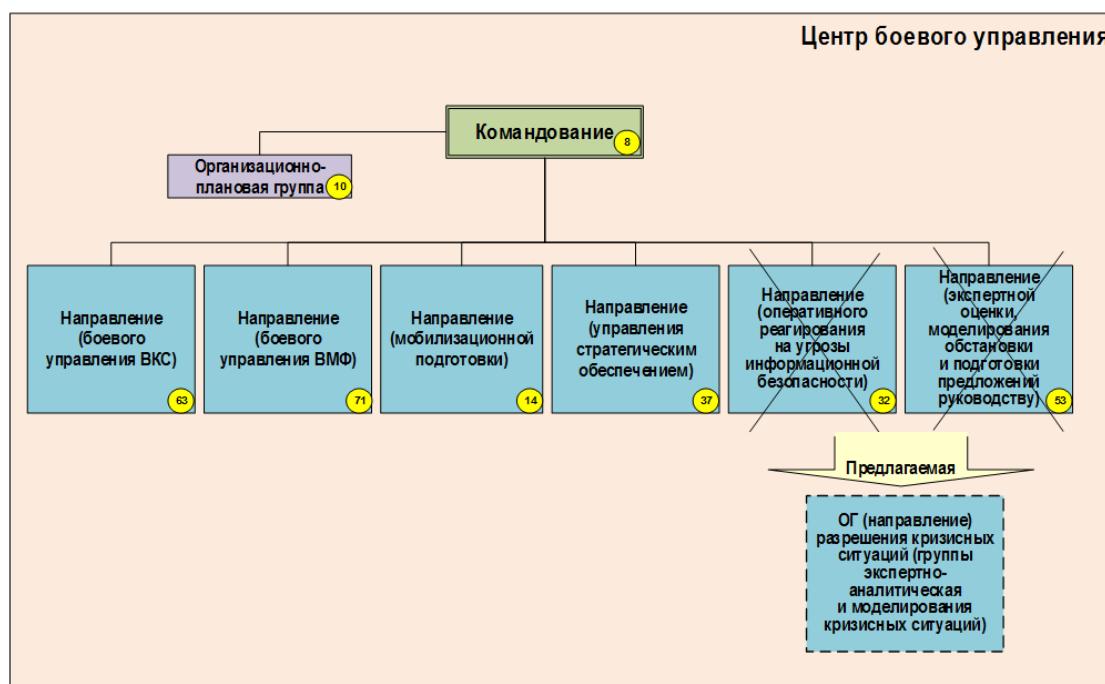 Центр боевого управления
Командование
8
Организационно-
плановая группа
10
Направление
(боевого
управления ВКС)
63
Направление
(боевого
управления ВМФ)
71
Направление
(мобилизационной
подготовки)
14
Направление
(управления
стратегическим
обеспечением)
37
Направление
(оперативного
реагирования
на угрозы
информационной
безопасности)
32
Направление
(экспертной
оценки,
моделирования
обстановки
и подготовки
предложений
руководству)
53
Предлагаемая
ОГ (направление)
разрешения кризисных
ситуаций (группы
экспертно-
аналитическая
и моделирования
кризисных ситуаций)